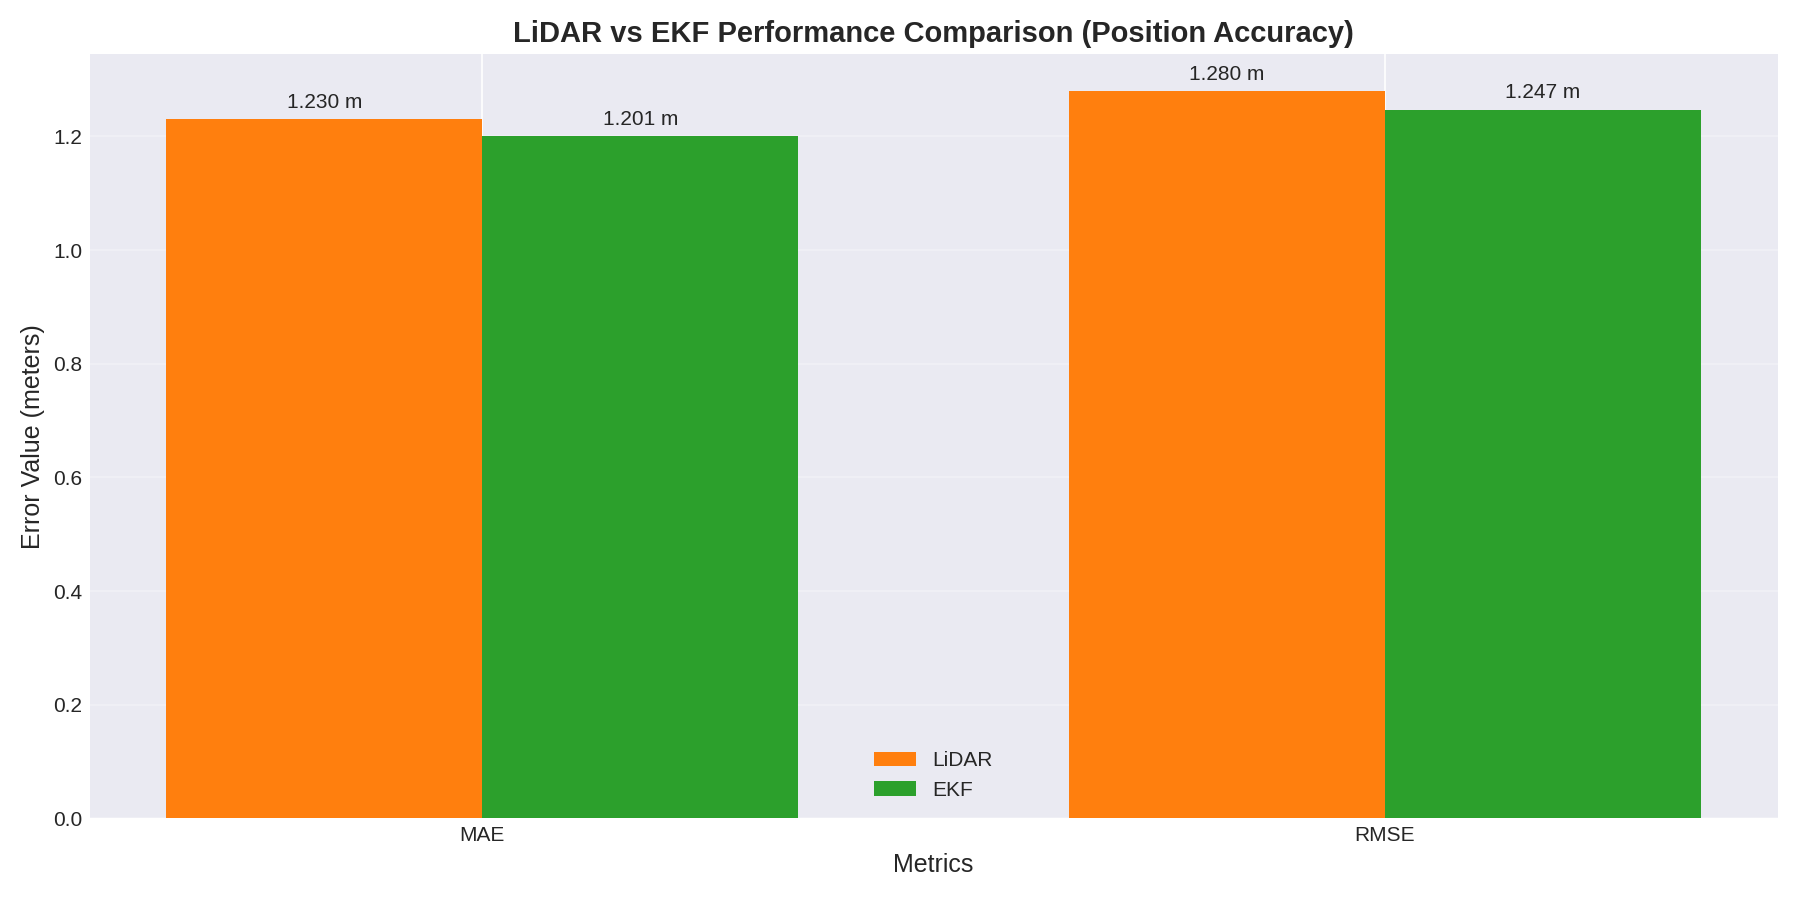 LiDAR vs EKF Performance Comparison (Position Accuracy)
1.230 m
1.201 m
1.280 m
1.247 m
Error Value (meters)
1.2
1.0
0.8
0.6
0.4
0.2
0.0
LiDAR
EKF
MAE
RMSE
Metrics